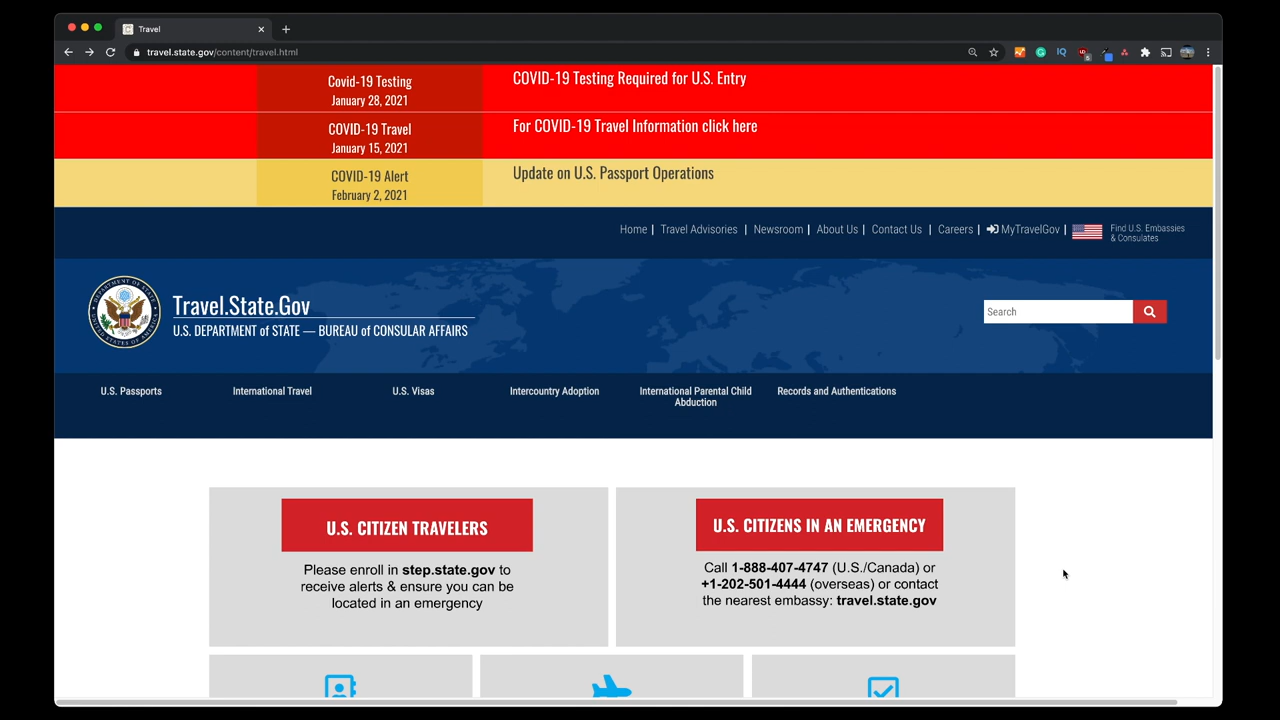 Travel
travel.state.gov/content/travel.html
Covid-19 Testing
January 28, 2021
COVID-19 Testing Required for U.S. Entry
COVID-19 Travel
January 15, 2021
For COVID-19 Travel Information click here
COVID-19 Alert
February 2, 2021
Update on U.S. Passport Operations
Home | Travel Advisories | Newsroom | About Us | Contact Us | Careers | MyTravelGov |
Find U.S. Embassies
& Consulates
Travel.State.Gov
U.S. DEPARTMENT of STATE — BUREAU of CONSULAR AFFAIRS
Search
U.S. Passports
International Travel
U.S. Visas
Intercountry Adoption
International Parental Child
Abduction
Records and Authentications
U.S. CITIZEN TRAVELERS
Please enroll in step.state.gov to
receive alerts & ensure you can be
located in an emergency
U.S. CITIZENS IN AN EMERGENCY
Call 1-888-407-4747 (U.S./Canada) or
+1-202-501-4444 (overseas) or contact
the nearest embassy: travel.state.gov